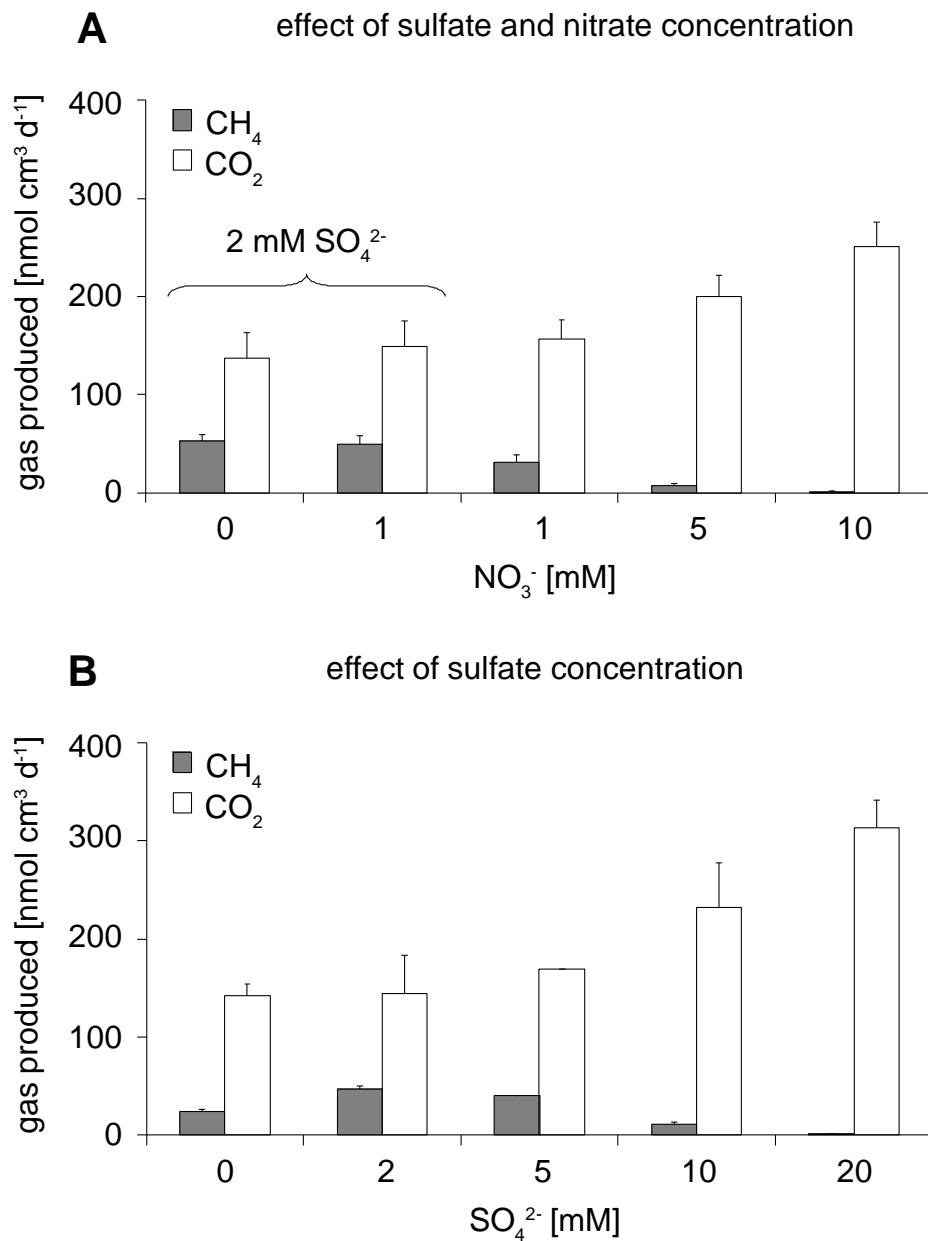 A effect of sulfate and nitrate concentration
gas produced [nmol cm⁻³ d⁻¹]
400
300
200
100
0
CH₄
CO₂
2 mM SO₄²⁻
0 1 1 5 10
NO₃⁻ [mM]
B effect of sulfate concentration
gas produced [nmol cm⁻³ d⁻¹]
400
300
200
100
0
CH₄
CO₂
0 2 5 10 20
SO₄²⁻ [mM]